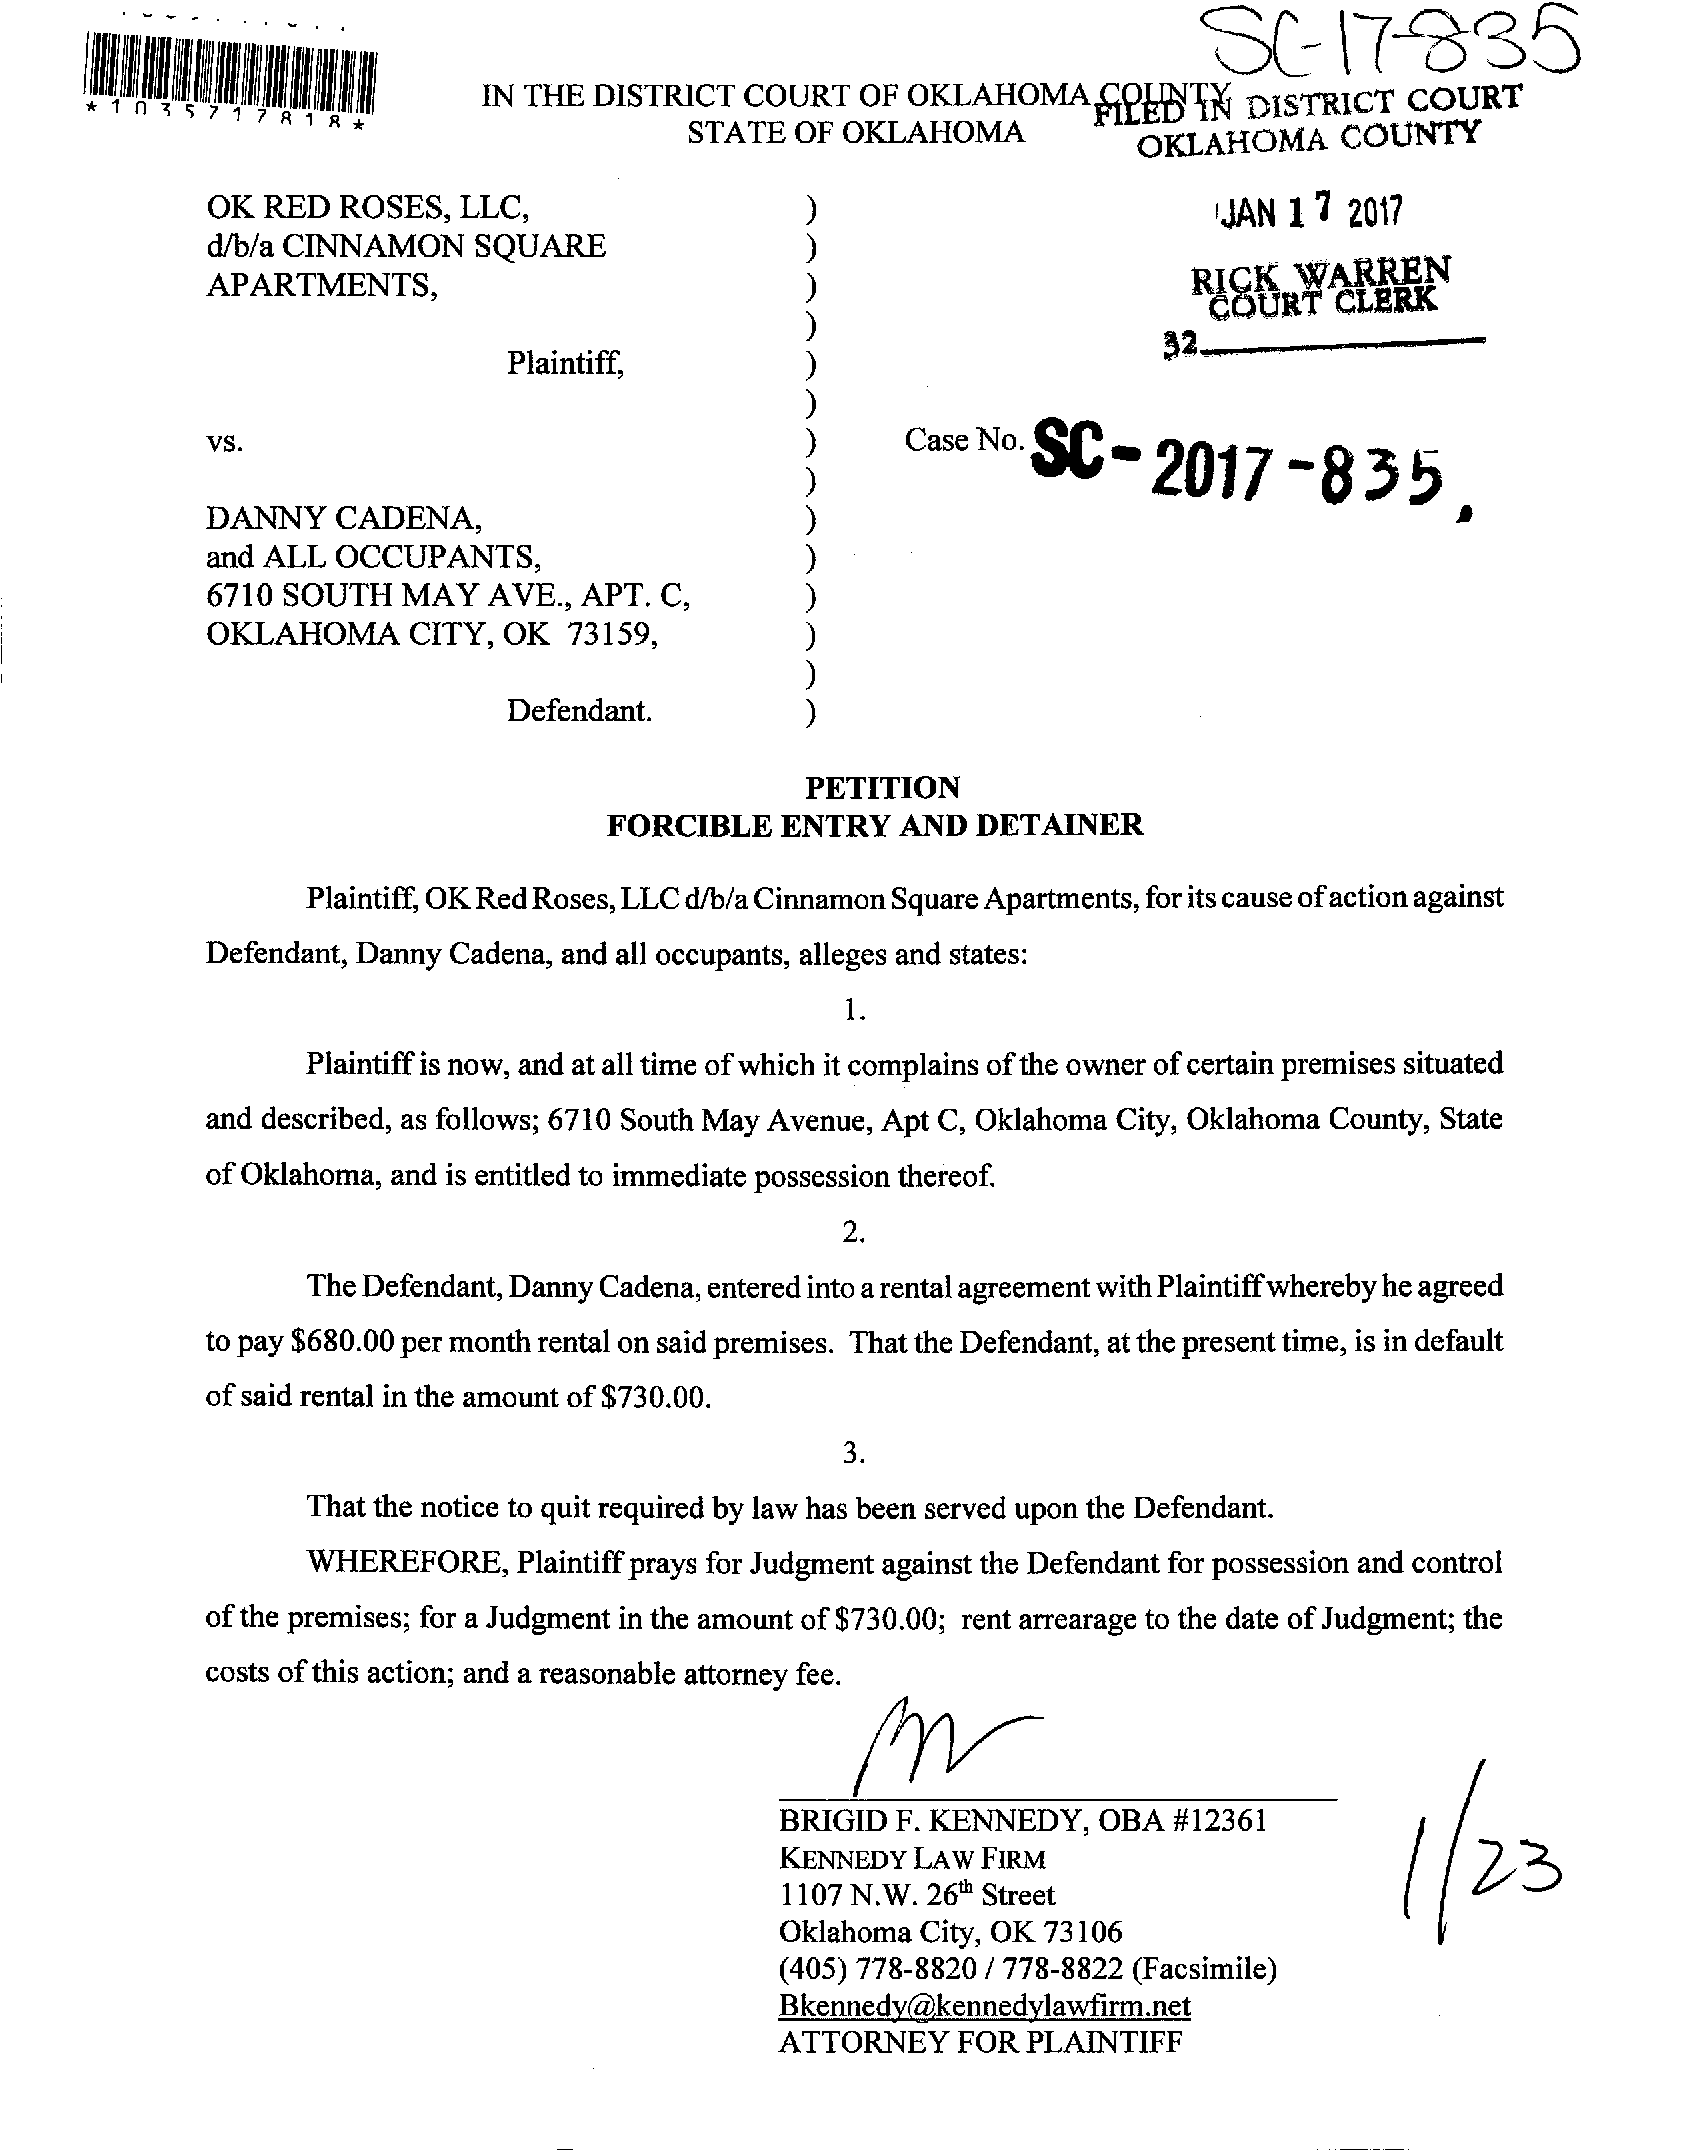 SC-17-835
*1035717818*
IN THE DISTRICT COURT OF OKLAHOMA COUNTY
STATE OF OKLAHOMA
FILED IN DISTRICT COURT
OKLAHOMA COUNTY
JAN 17 2017
RICK WARREN
COURT CLERK
32
OK RED ROSES, LLC, )
d/b/a CINNAMON SQUARE )
APARTMENTS, )
)
Plaintiff, )
)
vs. ) Case No. SC-2017-835
)
DANNY CADENA, )
and ALL OCCUPANTS, )
6710 SOUTH MAY AVE., APT. C, )
OKLAHOMA CITY, OK 73159, )
)
Defendant. )
PETITION
FORCIBLE ENTRY AND DETAINER
Plaintiff, OK Red Roses, LLC d/b/a Cinnamon Square Apartments, for its cause of action against
Defendant, Danny Cadena, and all occupants, alleges and states:
1.
Plaintiff is now, and at all time of which it complains of the owner of certain premises situated
and described, as follows; 6710 South May Avenue, Apt C, Oklahoma City, Oklahoma County, State
of Oklahoma, and is entitled to immediate possession thereof.
2.
The Defendant, Danny Cadena, entered into a rental agreement with Plaintiff whereby he agreed
to pay $680.00 per month rental on said premises. That the Defendant, at the present time, is in default
of said rental in the amount of $730.00.
3.
That the notice to quit required by law has been served upon the Defendant.
WHEREFORE, Plaintiff prays for Judgment against the Defendant for possession and control
of the premises; for a Judgment in the amount of $730.00; rent arrearage to the date of Judgment; the
costs of this action; and a reasonable attorney fee.
BRIGID F. KENNEDY, OBA #12361
KENNEDY LAW FIRM
1107 N.W. 26th Street
Oklahoma City, OK 73106
(405) 778-8820 / 778-8822 (Facsimile)
Bkennedy@kennedylawfirm.net
ATTORNEY FOR PLAINTIFF
1/23